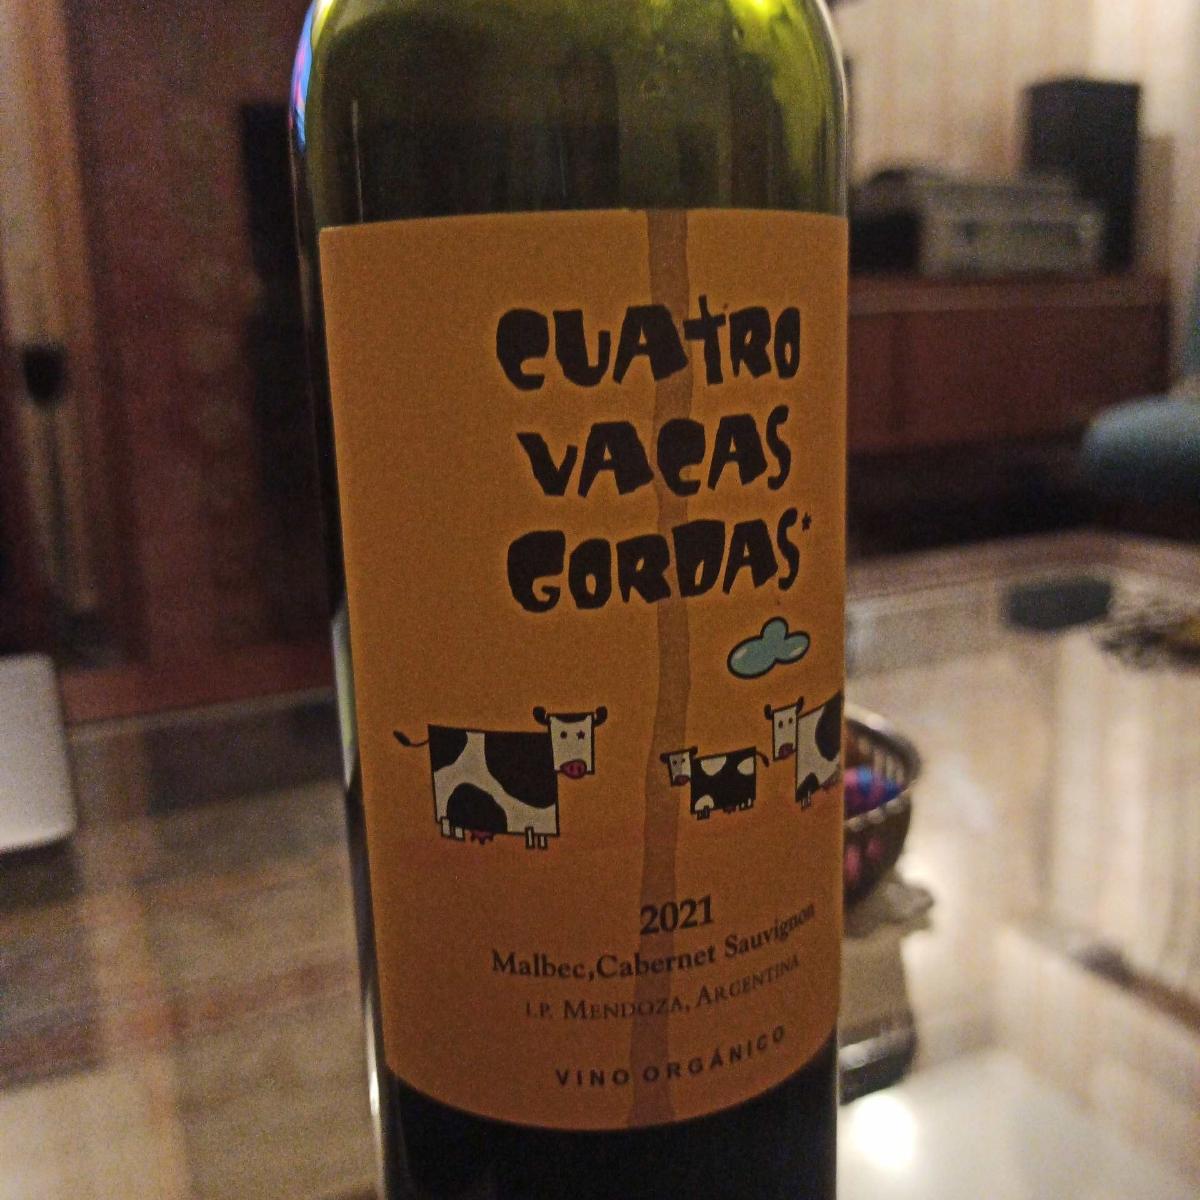 CUATRO
VACAS
GORDAS*
2021
Malbec,Cabernet Sauvignon
I.P. MENDOZA, ARGENTINA
VINO ORGÁNICO